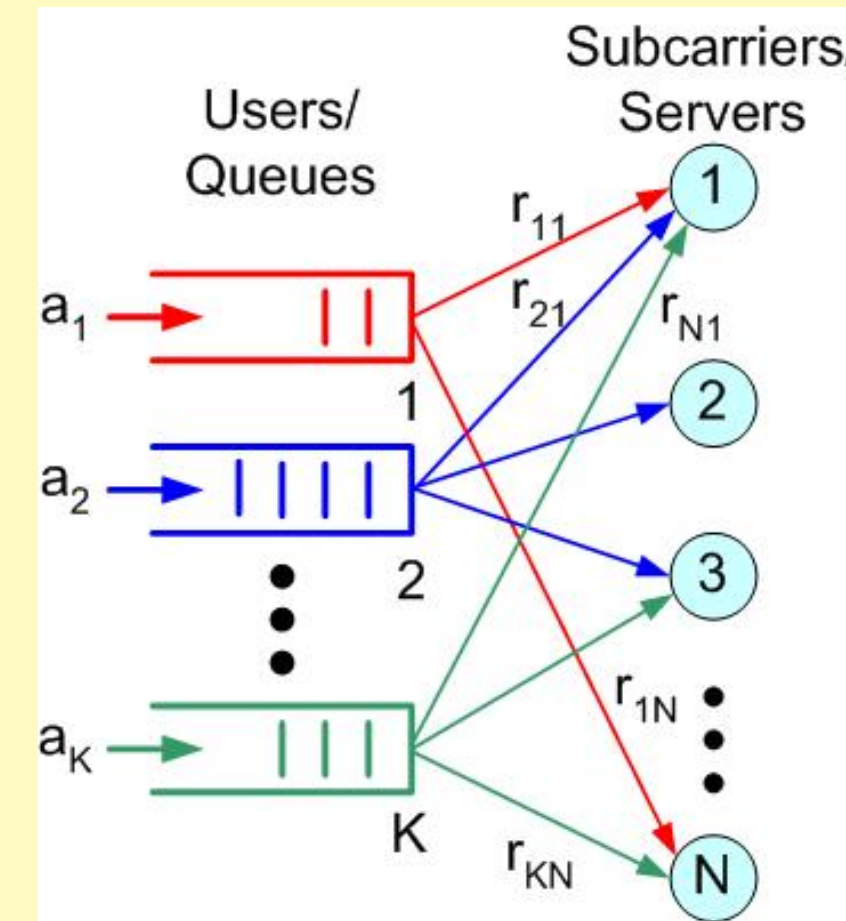 Subcarriers/
Servers
Users/
Queues
1
r11
r21
rN1
a1
1
2
a2
2
3
r1N
aK
K
rKN
N